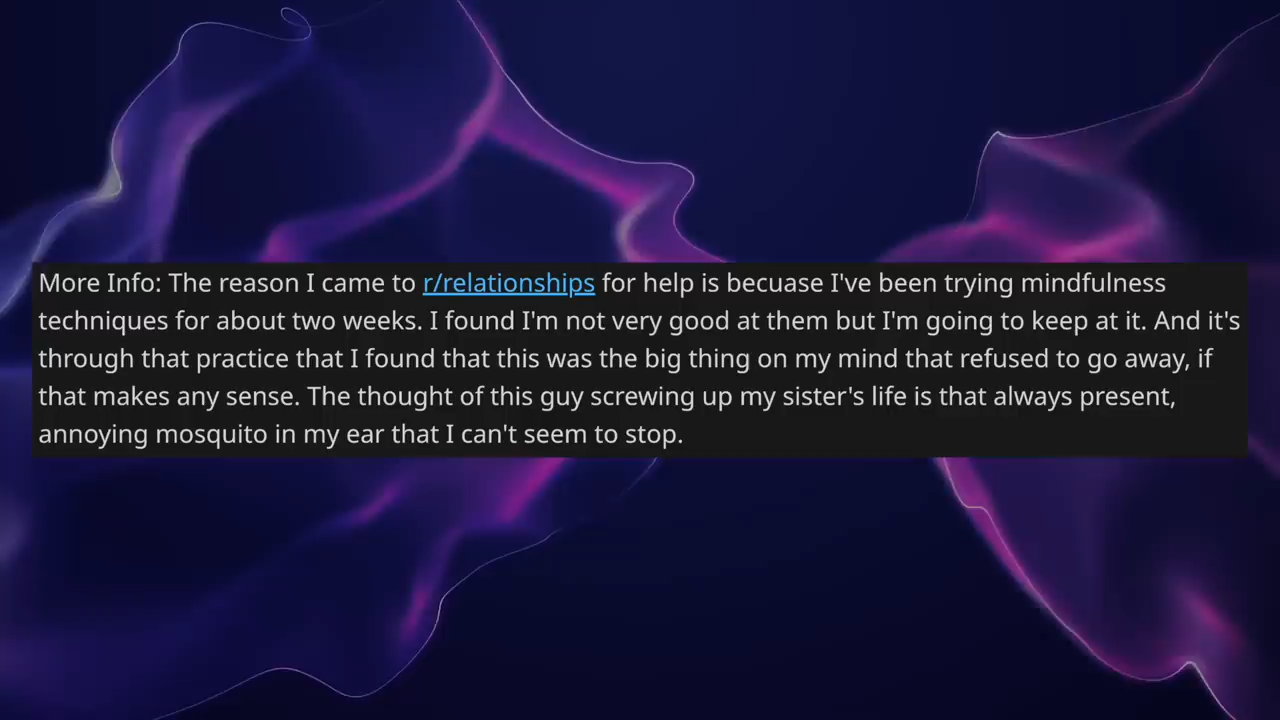 More Info: The reason I came to r/relationships for help is becuase I've been trying mindfulness
techniques for about two weeks. I found I'm not very good at them but I'm going to keep at it. And it's
through that practice that I found that this was the big thing on my mind that refused to go away, if
that makes any sense. The thought of this guy screwing up my sister's life is that always present,
annoying mosquito in my ear that I can't seem to stop.